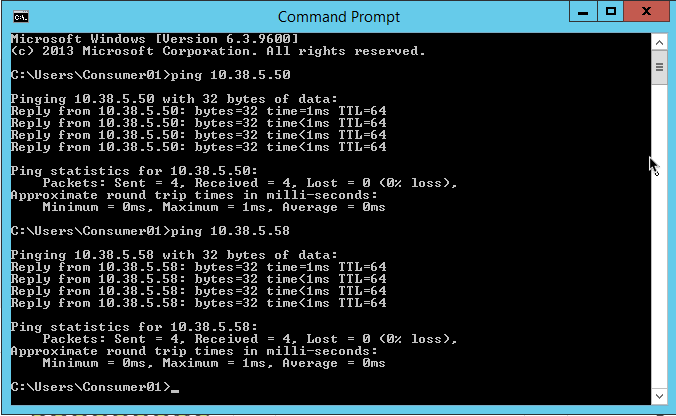 Command Prompt
Microsoft Windows [Version 6.3.9600]
(c) 2013 Microsoft Corporation. All rights reserved.
C:\Users\Consumer01>ping 10.38.5.50
Pinging 10.38.5.50 with 32 bytes of data:
Reply from 10.38.5.50: bytes=32 time=1ms TTL=64
Reply from 10.38.5.50: bytes=32 time<1ms TTL=64
Reply from 10.38.5.50: bytes=32 time<1ms TTL=64
Reply from 10.38.5.50: bytes=32 time<1ms TTL=64
Ping statistics for 10.38.5.50:
    Packets: Sent = 4, Received = 4, Lost = 0 (0% loss),
Approximate round trip times in milli-seconds:
    Minimum = 0ms, Maximum = 1ms, Average = 0ms
C:\Users\Consumer01>ping 10.38.5.58
Pinging 10.38.5.58 with 32 bytes of data:
Reply from 10.38.5.58: bytes=32 time=1ms TTL=64
Reply from 10.38.5.58: bytes=32 time<1ms TTL=64
Reply from 10.38.5.58: bytes=32 time<1ms TTL=64
Reply from 10.38.5.58: bytes=32 time<1ms TTL=64
Ping statistics for 10.38.5.58:
    Packets: Sent = 4, Received = 4, Lost = 0 (0% loss),
Approximate round trip times in milli-seconds:
    Minimum = 0ms, Maximum = 1ms, Average = 0ms
C:\Users\Consumer01>_